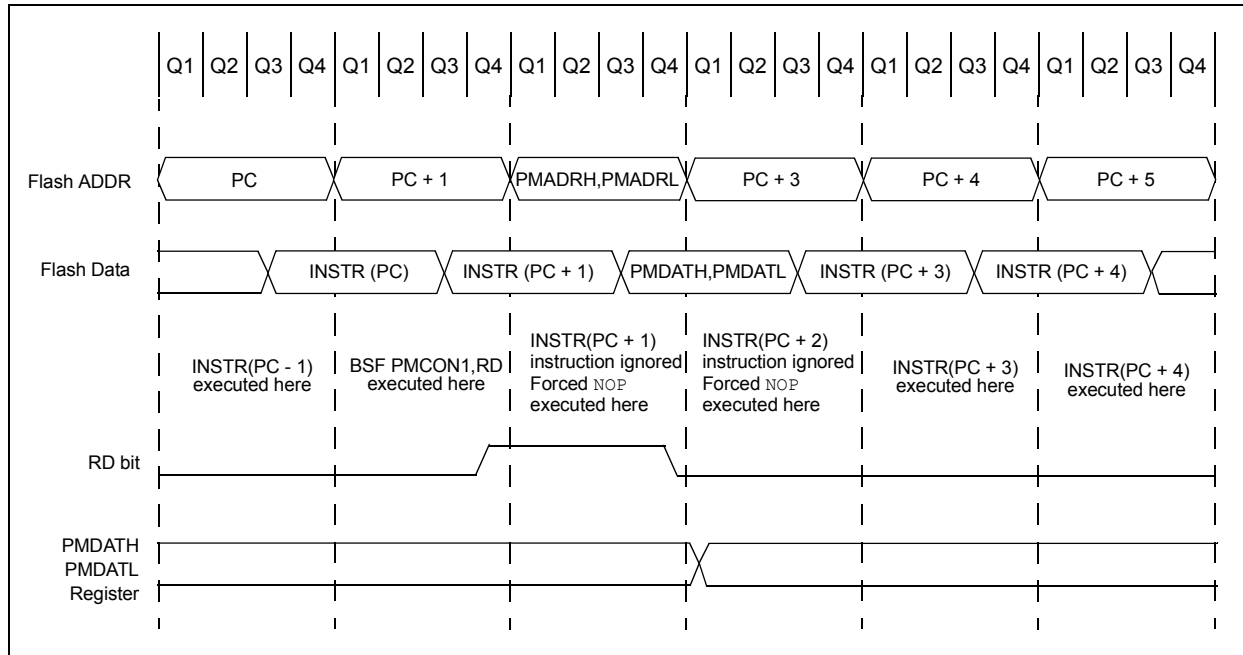 Q1 Q2 Q3 Q4 Q1 Q2 Q3 Q4 Q1 Q2 Q3 Q4 Q1 Q2 Q3 Q4 Q1 Q2 Q3 Q4 Q1 Q2 Q3 Q4
Flash ADDR PC PC + 1 PMADRH,PMADRL PC + 3 PC + 4 PC + 5
Flash Data INSTR (PC) INSTR (PC + 1) PMDATH,PMDATL INSTR (PC + 3) INSTR (PC + 4)
INSTR(PC - 1)
executed here
BSF PMCON1,RD
executed here
INSTR(PC + 1)
instruction ignored
Forced NOP
executed here
INSTR(PC + 2)
instruction ignored
Forced NOP
executed here
INSTR(PC + 3)
executed here
INSTR(PC + 4)
executed here
RD bit
PMDATH
PMDATL
Register